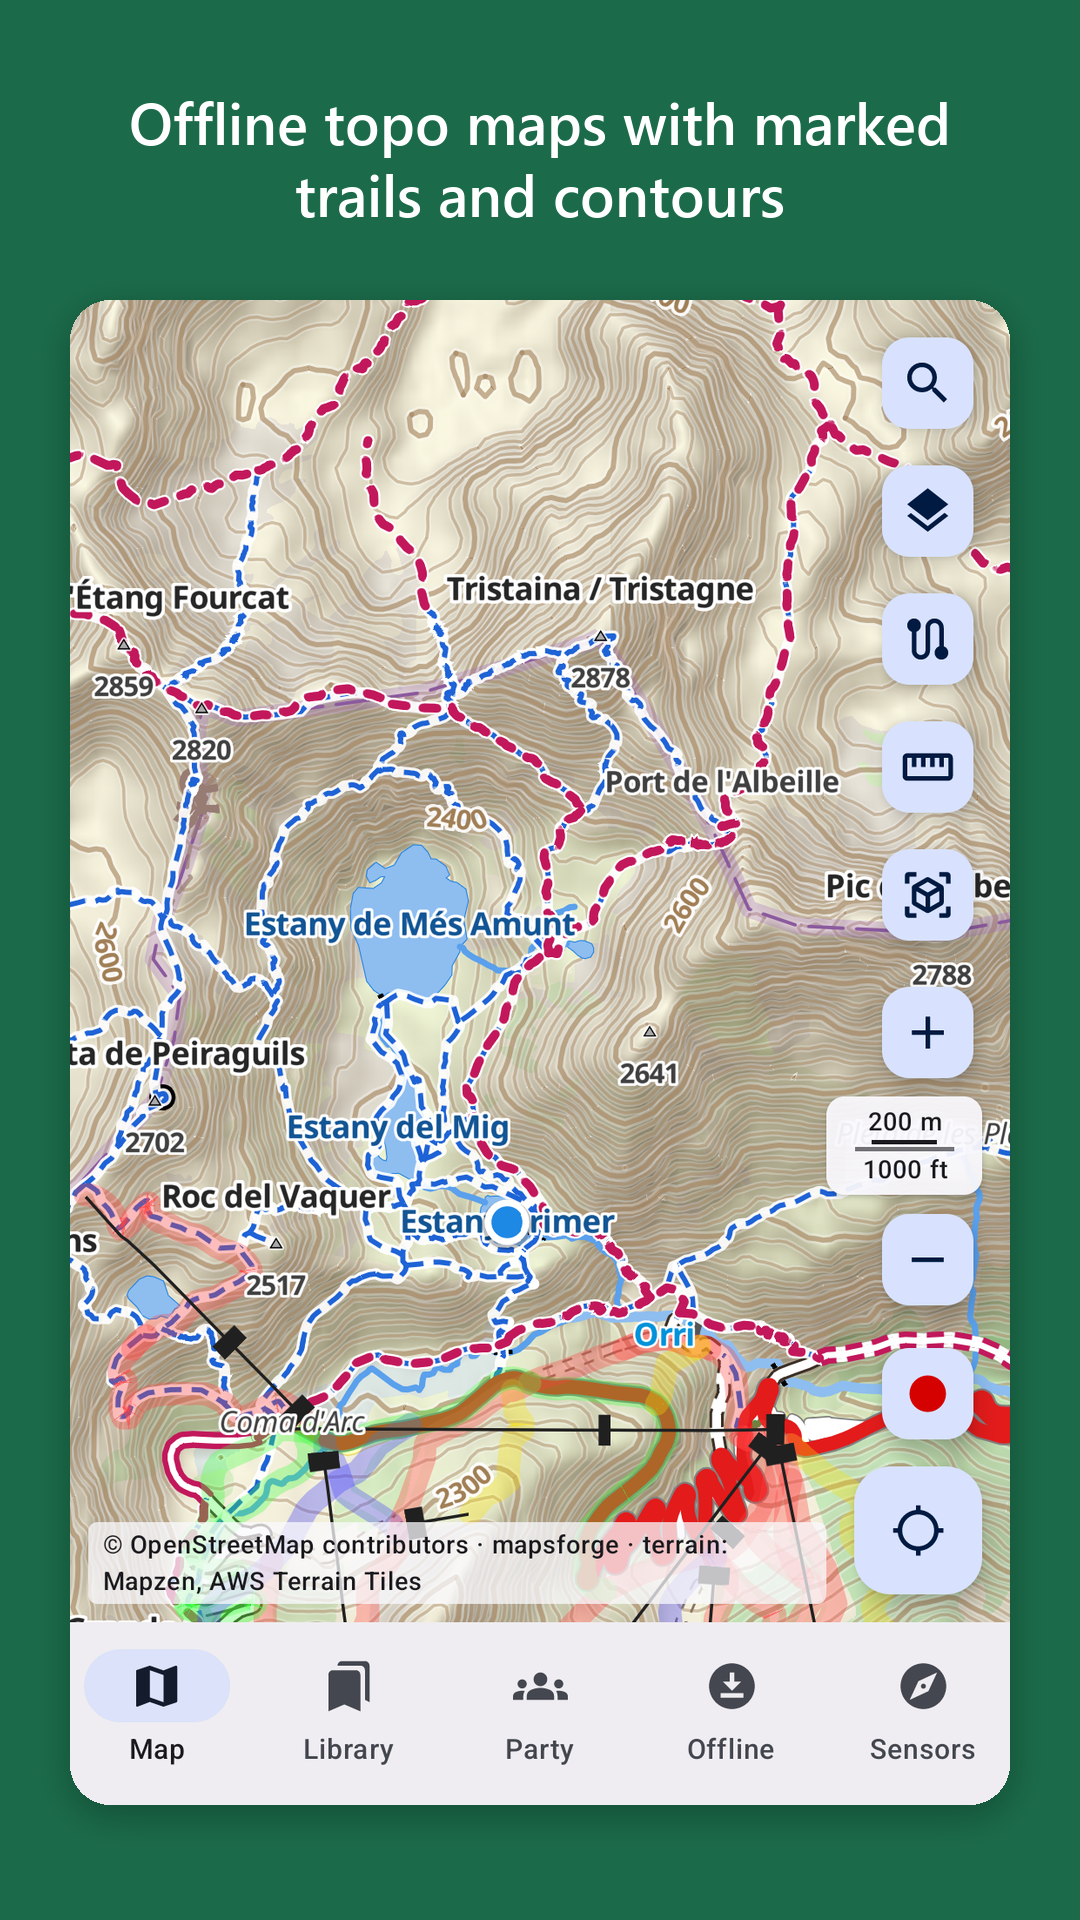 Offline topo maps with marked
trails and contours
'Étang Fourcat
Tristaina / Tristagne
2859
2878
2820
Port de l'Albeille
2400
Pic
Estany de Més Amunt
2600
2600
2788
ta de Peiraguils
2641
200 m
1000 ft
Estany del Mig
2702
Roc del Vaquer
ns
2517
Orri
Coma d'Arc
2300
© OpenStreetMap contributors · mapsforge · terrain:
Mapzen, AWS Terrain Tiles
Map
Library
Party
Offline
Sensors